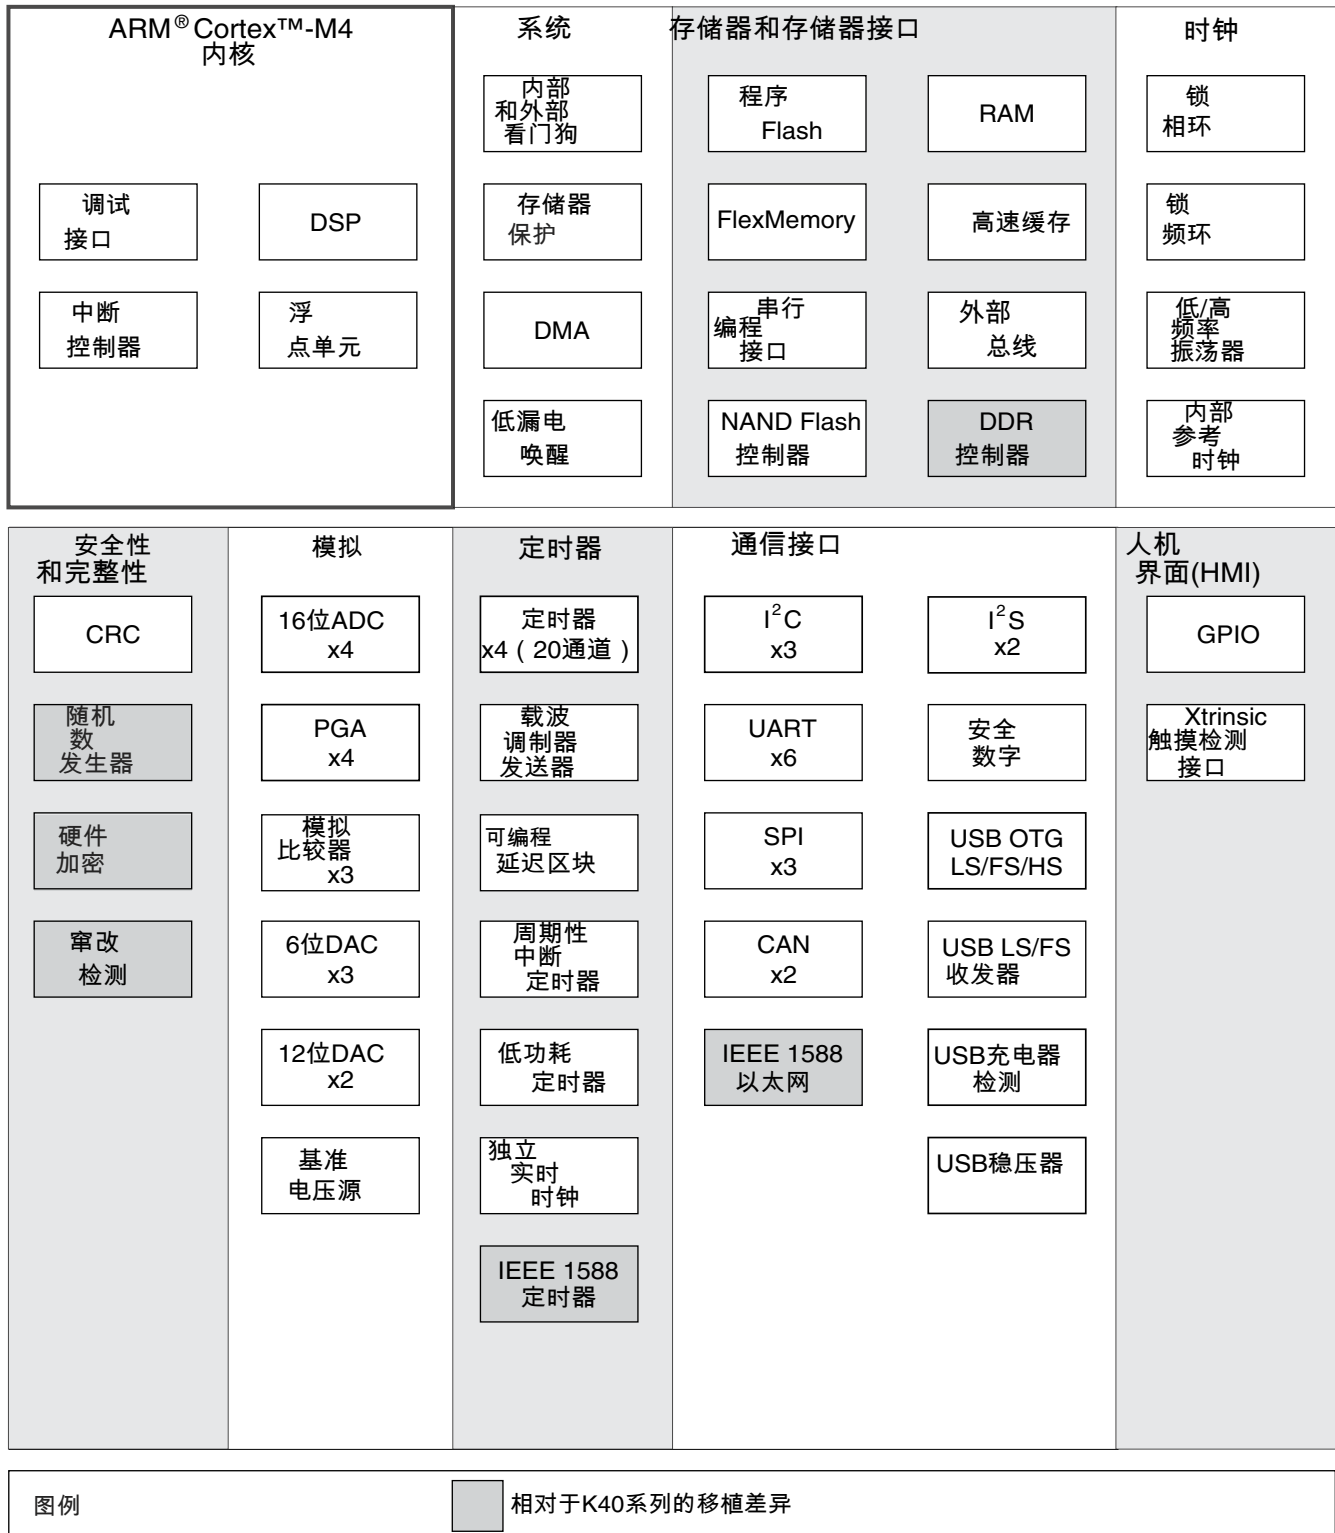 ARM® Cortex™-M4
内核
调试
接口
DSP
中断
控制器
浮
点单元
系统
内部
和外部
看门狗
存储器
保护
DMA
低漏电
唤醒
存储器和存储器接口
程序
Flash
RAM
FlexMemory
高速缓存
串行
编程
接口
外部
总线
NAND Flash
控制器
DDR
控制器
时钟
锁
相环
锁
频环
低/高
频率
振荡器
内部
参考
时钟
安全性
和完整性
CRC
随机
数
发生器
硬件
加密
窜改
检测
模拟
16位ADC
x4
PGA
x4
模拟
比较器
x3
6位DAC
x3
12位DAC
x2
基准
电压源
定时器
定时器
x4（20通道）
载波
调制器
发送器
可编程
延迟区块
周期性
中断
定时器
低功耗
定时器
独立
实时
时钟
IEEE 1588
定时器
通信接口
I²C
x3
I²S
x2
UART
x6
安全
数字
SPI
x3
USB OTG
LS/FS/HS
CAN
x2
USB LS/FS
收发器
IEEE 1588
以太网
USB充电器
检测
USB稳压器
人机
界面(HMI)
GPIO
Xtrinsic
触摸检测
接口
图例
相对于K40系列的移植差异